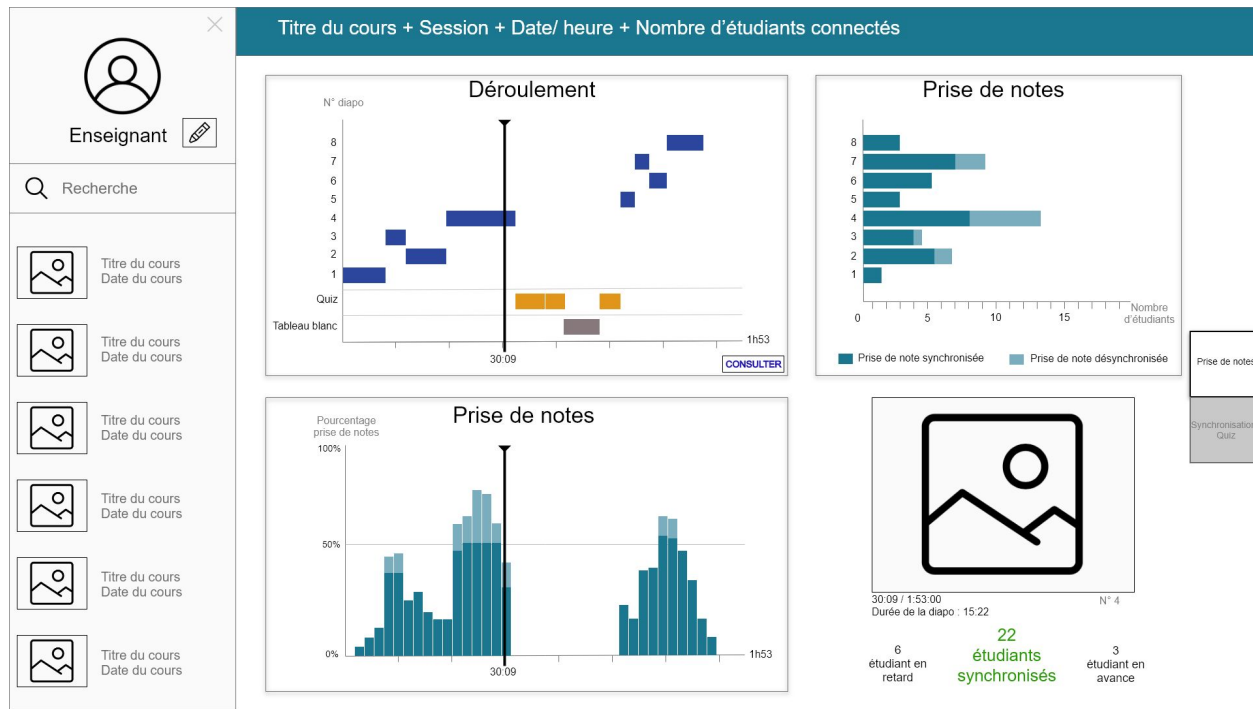 Titre du cours + Session + Date/ heure + Nombre d'étudiants connectés
Enseignant
Recherche
Titre du cours
Date du cours
Titre du cours
Date du cours
Titre du cours
Date du cours
Titre du cours
Date du cours
Titre du cours
Date du cours
Titre du cours
Date du cours
Déroulement
N° diapo
8
7
6
5
4
3
2
1
Quiz
Tableau blanc
30:09
1h53
CONSULTER
Prise de notes
8
7
6
5
4
3
2
1
0
5
10
15
Nombre
d'étudiants
Prise de note synchronisée
Prise de note désynchronisée
Prise de notes
Pourcentage
prise de notes
100%
50%
0%
30:09
1h53
30:09 / 1:53:00
N° 4
Durée de la diapo : 15:22
6
étudiant en
retard
22
étudiants
synchronisés
3
étudiant en
avance
Prise de notes
Synchronisation
Quiz